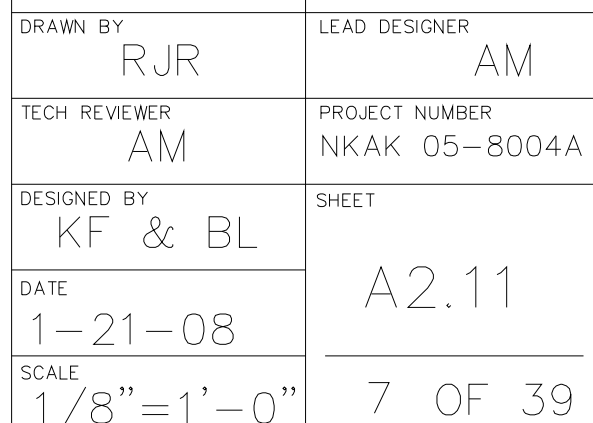 DRAWN BY
RJR
LEAD DESIGNER
AM
TECH REVIEWER
AM
PROJECT NUMBER
NKAK 05-8004A
DESIGNED BY
KF & BL
SHEET
A2.11
DATE
1-21-08
SCALE
1/8"=1'-0"
7 OF 39